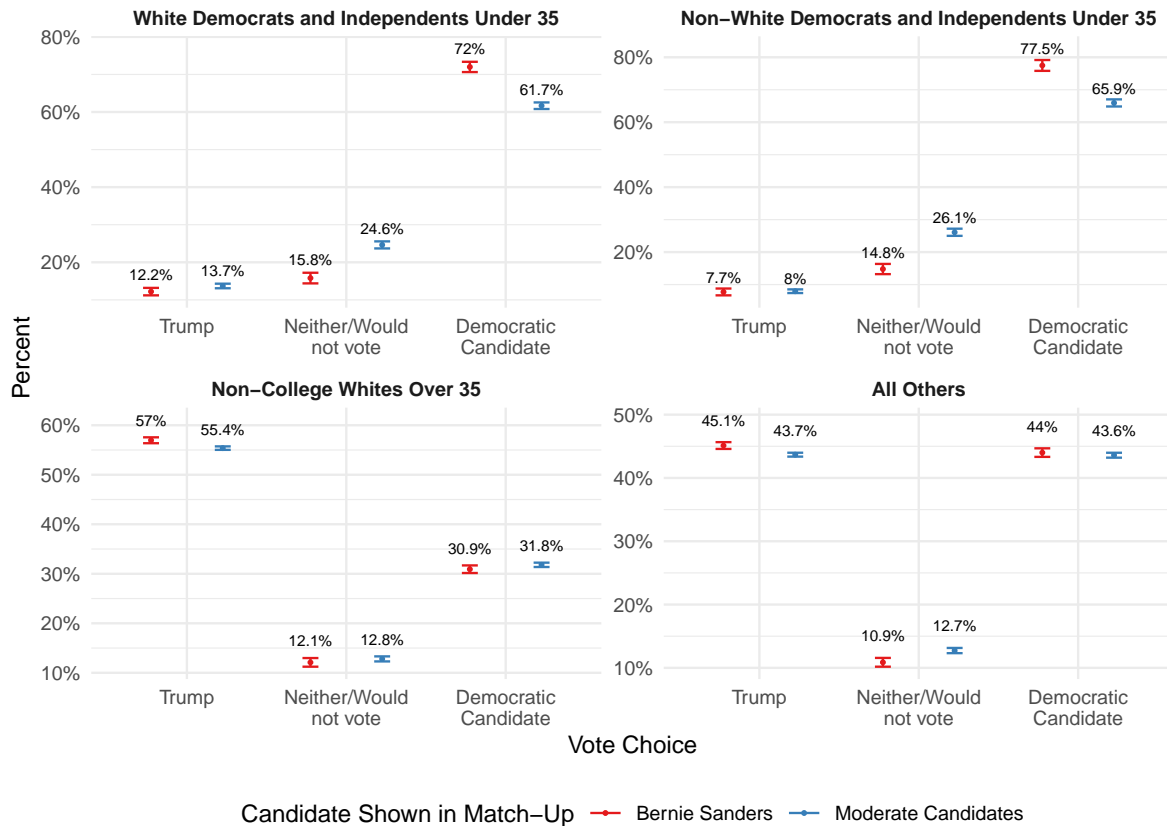 White Democrats and Independents Under 35
Non−White Democrats and Independents Under 35
80%
60%
40%
20%
72%
61.7%
24.6%
15.8%
12.2%
13.7%
Trump
Neither/Would
not vote
Democratic
Candidate
80%
60%
40%
20%
77.5%
65.9%
26.1%
14.8%
7.7%
8%
Trump
Neither/Would
not vote
Democratic
Candidate
Percent
Non−College Whites Over 35
All Others
60%
50%
40%
30%
20%
10%
57%
55.4%
30.9%
31.8%
12.1%
12.8%
Trump
Neither/Would
not vote
Democratic
Candidate
50%
40%
30%
20%
10%
45.1%
43.7%
44%
43.6%
10.9%
12.7%
Trump
Neither/Would
not vote
Democratic
Candidate
Vote Choice
Candidate Shown in Match−Up Bernie Sanders Moderate Candidates